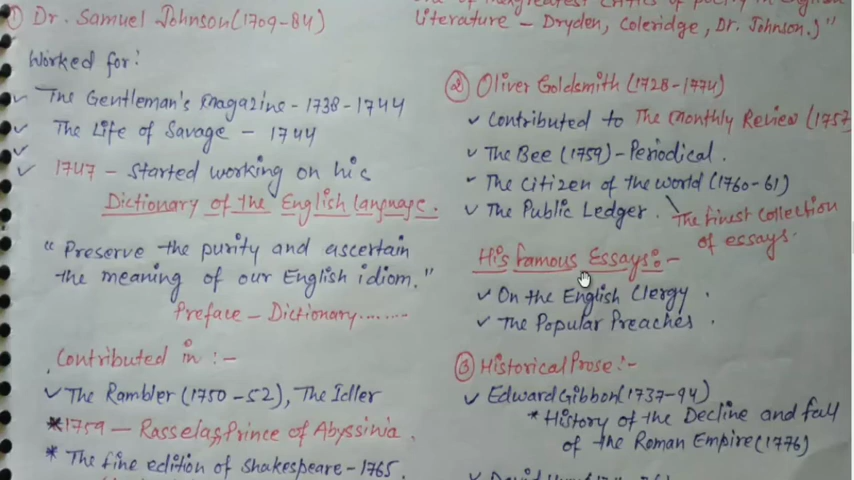 ① Dr. Samuel Johnson (1709-84)
Worked for:
The Gentleman's Magazine - 1738-1744
The Life of Savage - 1744
1747 - Started working on his
Dictionary of the English Language.
"Preserve the purity and ascertain
the meaning of our English idiom."
Preface - Dictionary.......
Contributed in :-
The Rambler (1750-52), The Idler
*1759 - Rasselas, Prince of Abyssinia.
* The fine edition of Shakespeare - 1765.
critics of poetry in English
Literature - Dryden, Coleridge, Dr. Johnson.)"
② Oliver Goldsmith (1728-1774)
Contributed to The Monthly Review (1757
The Bee (1759) - Periodical.
The Citizen of the world (1760-61)
The Public Ledger. The finest collection
of essays.
His famous Essays:-
On the English Clergy.
The Popular Preaches.
③ Historical Prose :-
Edward Gibbon (1737-94)
* History of the Decline and fall
of the Roman Empire (1776)